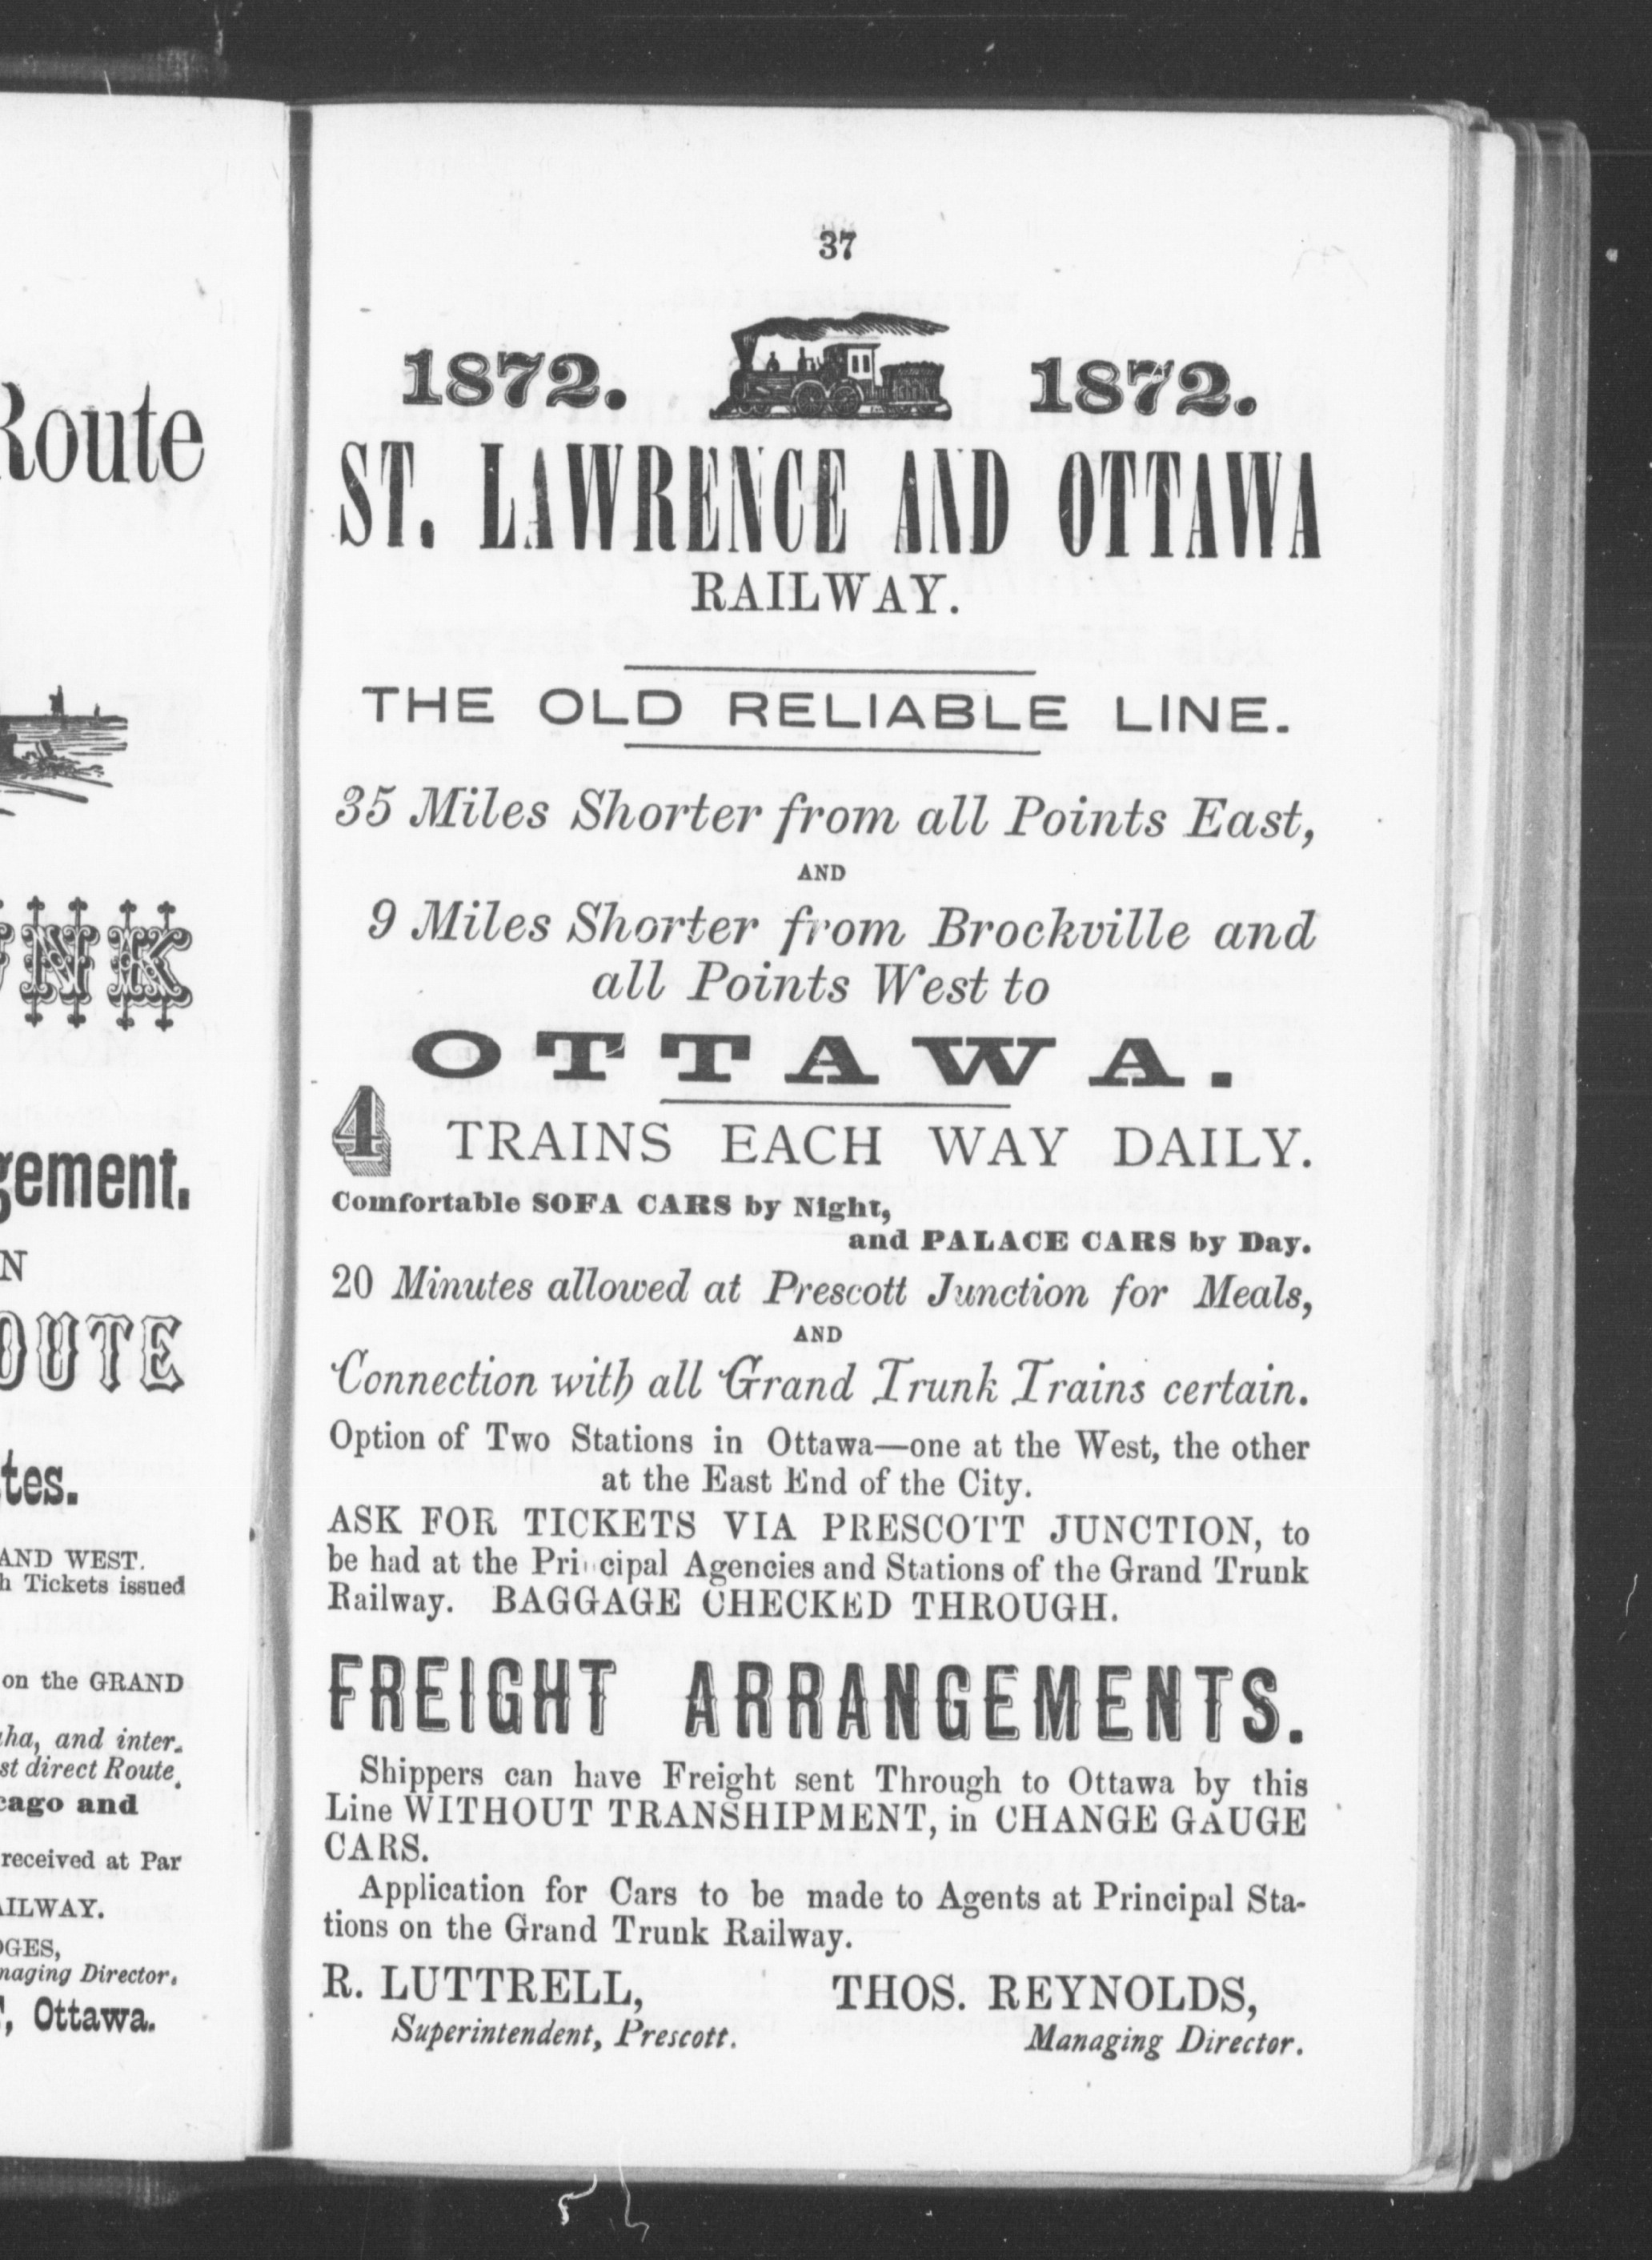 Route
NK
N
OUTE
AND WEST.
Tickets issued
on the GRAND
and inter-
direct Route,
and
received at Par
Managing Director.
Ottawa.
37
1872. 1872.
ST. LAWRENCE AND OTTAWA
RAILWAY.
THE OLD RELIABLE LINE.
35 Miles Shorter from all Points East,
AND
9 Miles Shorter from Brockville and
all Points West to
OTTAWA.
4 TRAINS EACH WAY DAILY.
Comfortable SOFA CARS by Night,
and PALACE CARS by Day.
20 Minutes allowed at Prescott Junction for Meals,
AND
Connection with all Grand Trunk Trains certain.
Option of Two Stations in Ottawa—one at the West, the other
at the East End of the City.
ASK FOR TICKETS VIA PRESCOTT JUNCTION, to
be had at the Principal Agencies and Stations of the Grand Trunk
Railway. BAGGAGE CHECKED THROUGH.
FREIGHT ARRANGEMENTS.
Shippers can have Freight sent Through to Ottawa by this
Line WITHOUT TRANSHIPMENT, in CHANGE GAUGE
CARS.
Application for Cars to be made to Agents at Principal Sta-
tions on the Grand Trunk Railway.
R. LUTTRELL, THOS. REYNOLDS,
Superintendent, Prescott. Managing Director.